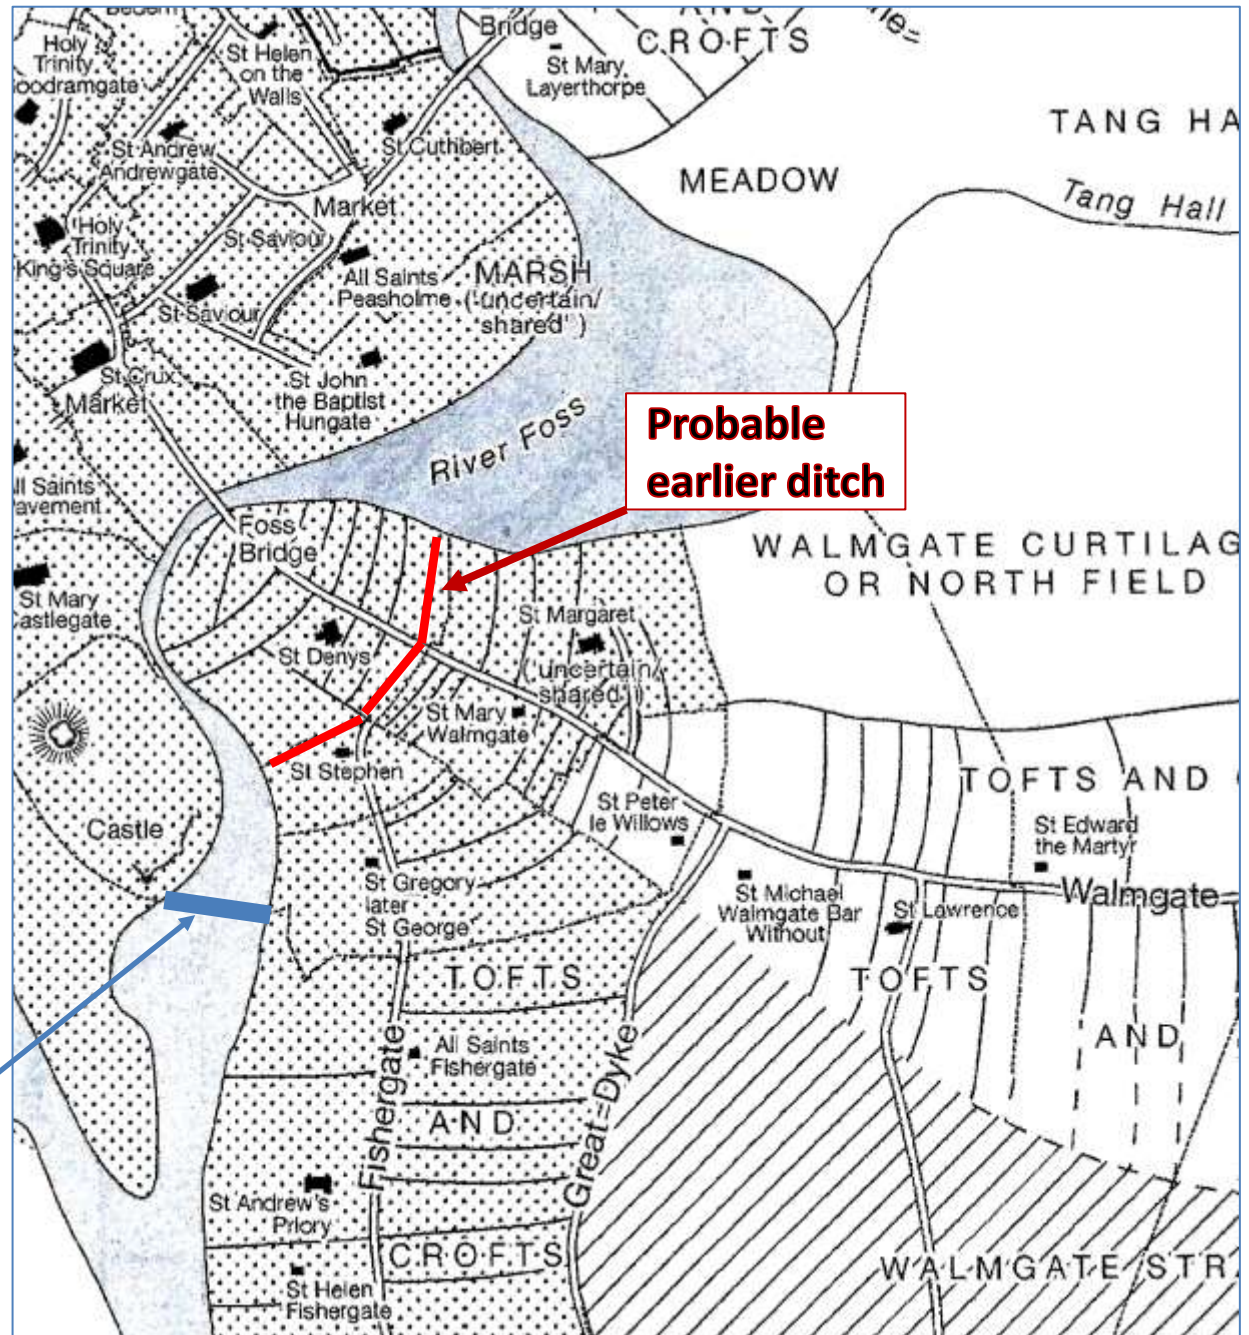 Bedern
Bridge
AND
CROFTS
Holy
Trinity
oodramgate
St Helen
on the
Walls
St Mary
Layerthorpe
TANG HA
St Andrew
Andrewgate
St Cuthbert
MEADOW
Tang Hall
Market
Holy
Trinity
King's Square
St Saviour
All Saints
Peasholme
MARSH
('uncertain/
shared')
St Saviour
St Crux
Market
St John
the Baptist
Hungate
River Foss
Probable
earlier ditch
ll Saints
Pavement
Foss
Bridge
WALMGATE CURTILAG
OR NORTH FIELD
St Mary
Castlegate
St Denys
St Margaret
('uncertain/
shared')
St Mary
Walmgate
St Stephen
TOFTS AND
Castle
St Peter
le Willows
St Edward
the Martyr
St Gregory
later
St George
St Michael
Walmgate Bar
Without
St Lawrence
Walmgate
TOFTS
TOFTS
AND
All Saints
Fishergate
Fishergate
Great=Dyke
AND
St Andrew's
Priory
CROFTS
WALMGATE STR
St Helen
Fishergate